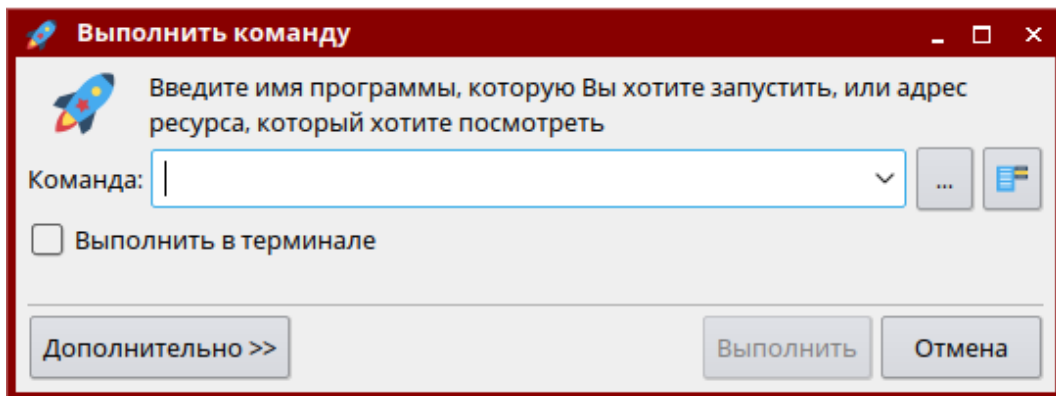 Выполнить команду
Введите имя программы, которую Вы хотите запустить, или адрес
ресурса, который хотите посмотреть
Команда:
...
Выполнить в терминале
Дополнительно >>
Выполнить
Отмена